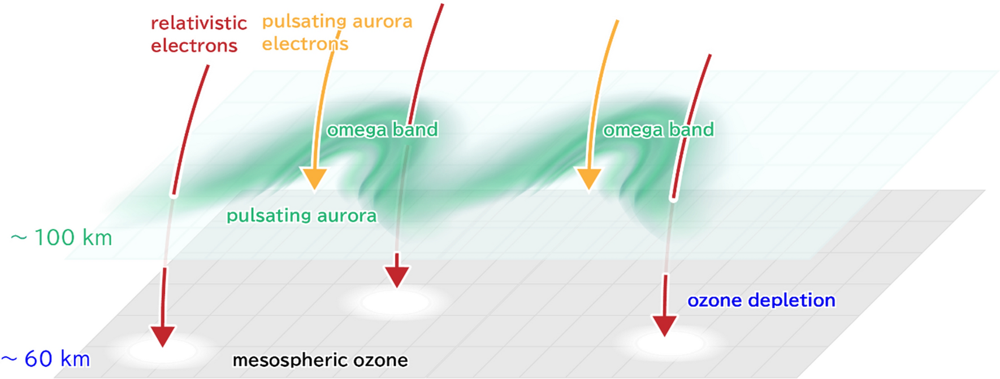 relativistic
electrons
pulsating aurora
electrons
omega band
omega band
pulsating aurora
~ 100 km
ozone depletion
~ 60 km
mesospheric ozone